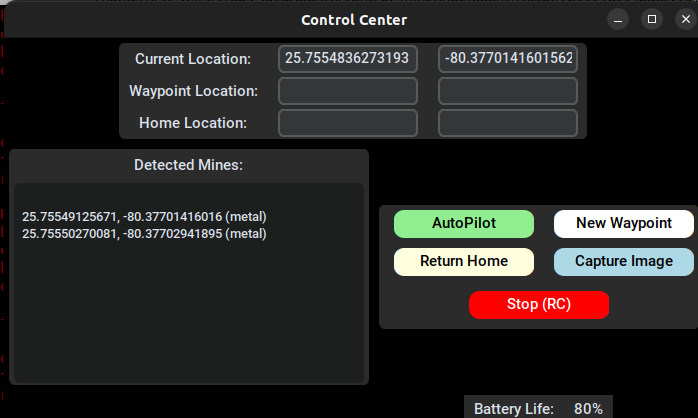 Control Center
Current Location: 25.7554836273193 -80.3770141601562
Waypoint Location:
Home Location:
Detected Mines:
25.75549125671, -80.37701416016 (metal)
25.75550270081, -80.37702941895 (metal)
AutoPilot New Waypoint
Return Home Capture Image
Stop (RC)
Battery Life: 80%